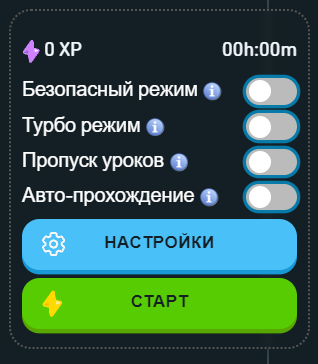 0 XP 00h:00m
Безопасный режим
Турбо режим
Пропуск уроков
Авто-прохождение
НАСТРОЙКИ
СТАРТ